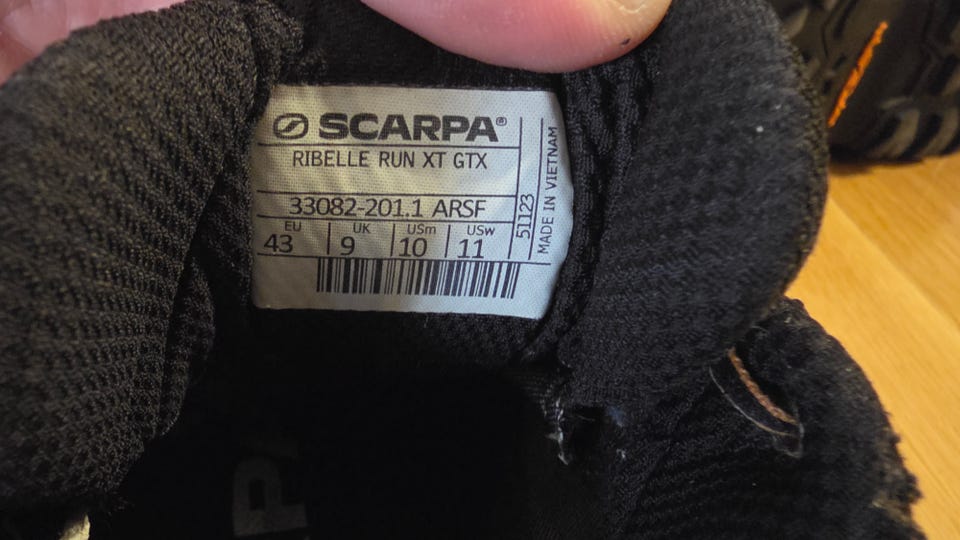 SCARPA®
RIBELLE RUN XT GTX
33082-201.1 ARSF
EU UK USm USw
43 9 10 11
51123
MADE IN VIETNAM